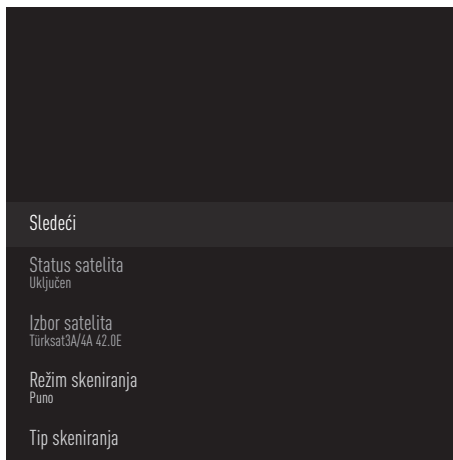 Sledeći
Status satelita
Uključen
Izbor satelita
Türksat3A/4A 42.0E
Režim skeniranja
Puno
Tip skeniranja